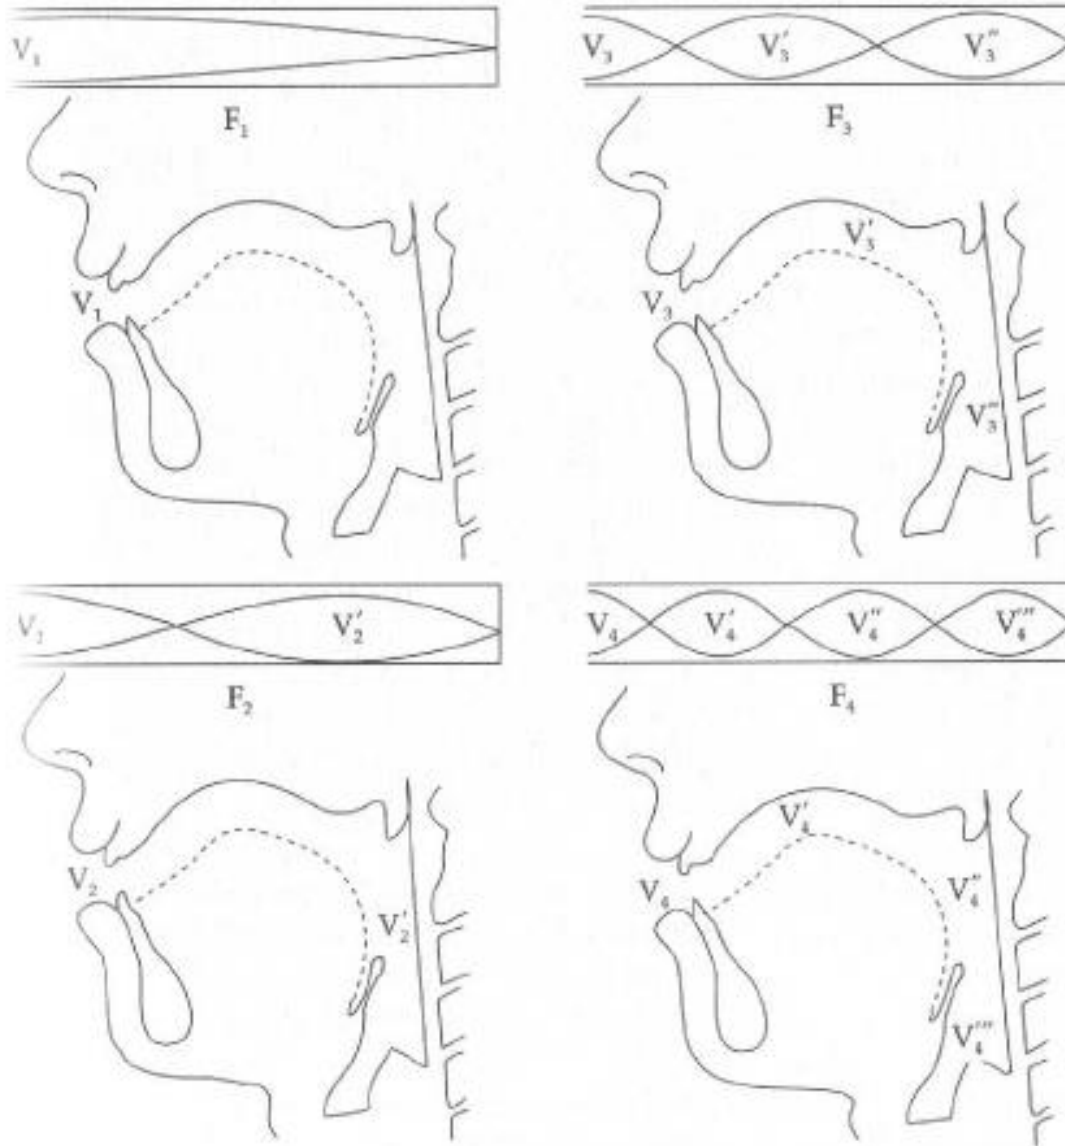 V₁
F₁
V₁
V₃ V₃′ V₃″
F₃
V₃′
V₃
V₃″
V₂ V₂′
F₂
V₂
V₂′
V₄ V₄′ V₄″ V₄‴
F₄
V₄′
V₄ V₄″
V₄‴